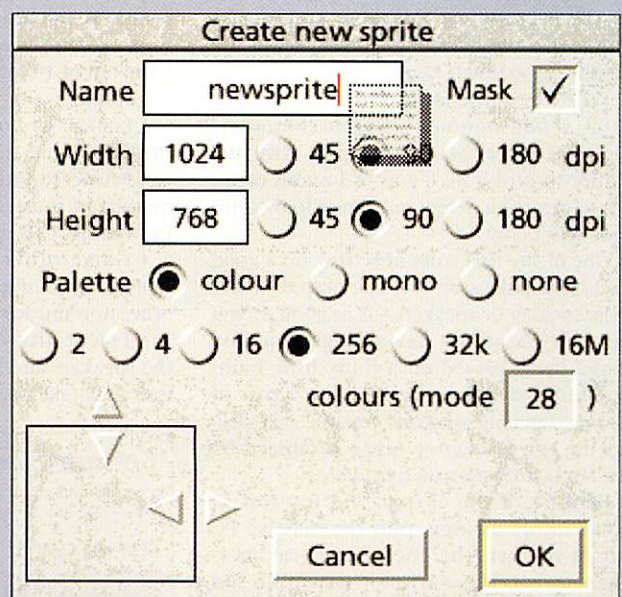 Create new sprite
Name newsprite Mask
Width 1024 45 180 dpi
Height 768 45 90 180 dpi
Palette colour mono none
2 4 16 256 32k 16M
colours (mode 28 )
Cancel OK